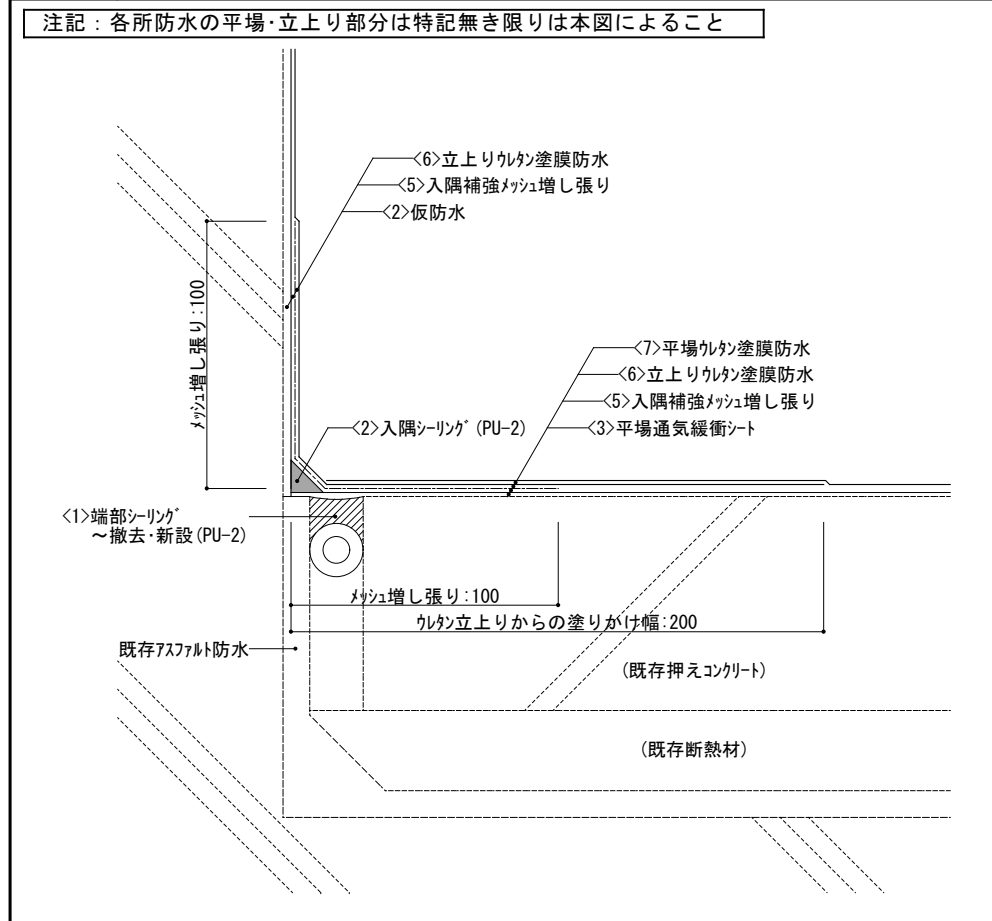 注記：各所防水の平場･立上り部分は特記無き限りは本図によること
<6>立上りｳﾚﾀﾝ塗膜防水
<5>入隅補強ﾒｯｼｭ増し張り
<2>仮防水
ﾒｯｼｭ増し張り:100
<7>平場ｳﾚﾀﾝ塗膜防水
<6>立上りｳﾚﾀﾝ塗膜防水
<5>入隅補強ﾒｯｼｭ増し張り
<3>平場通気緩衝ｼｰﾄ
<2>入隅ｼｰﾘﾝｸﾞ(PU-2)
<1>端部ｼｰﾘﾝｸﾞ
～撤去･新設(PU-2)
ﾒｯｼｭ増し張り:100
ｳﾚﾀﾝ立上りからの塗りかけ幅:200
既存ｱｽﾌｧﾙﾄ防水
(既存押えｺﾝｸﾘｰﾄ)
(既存断熱材)